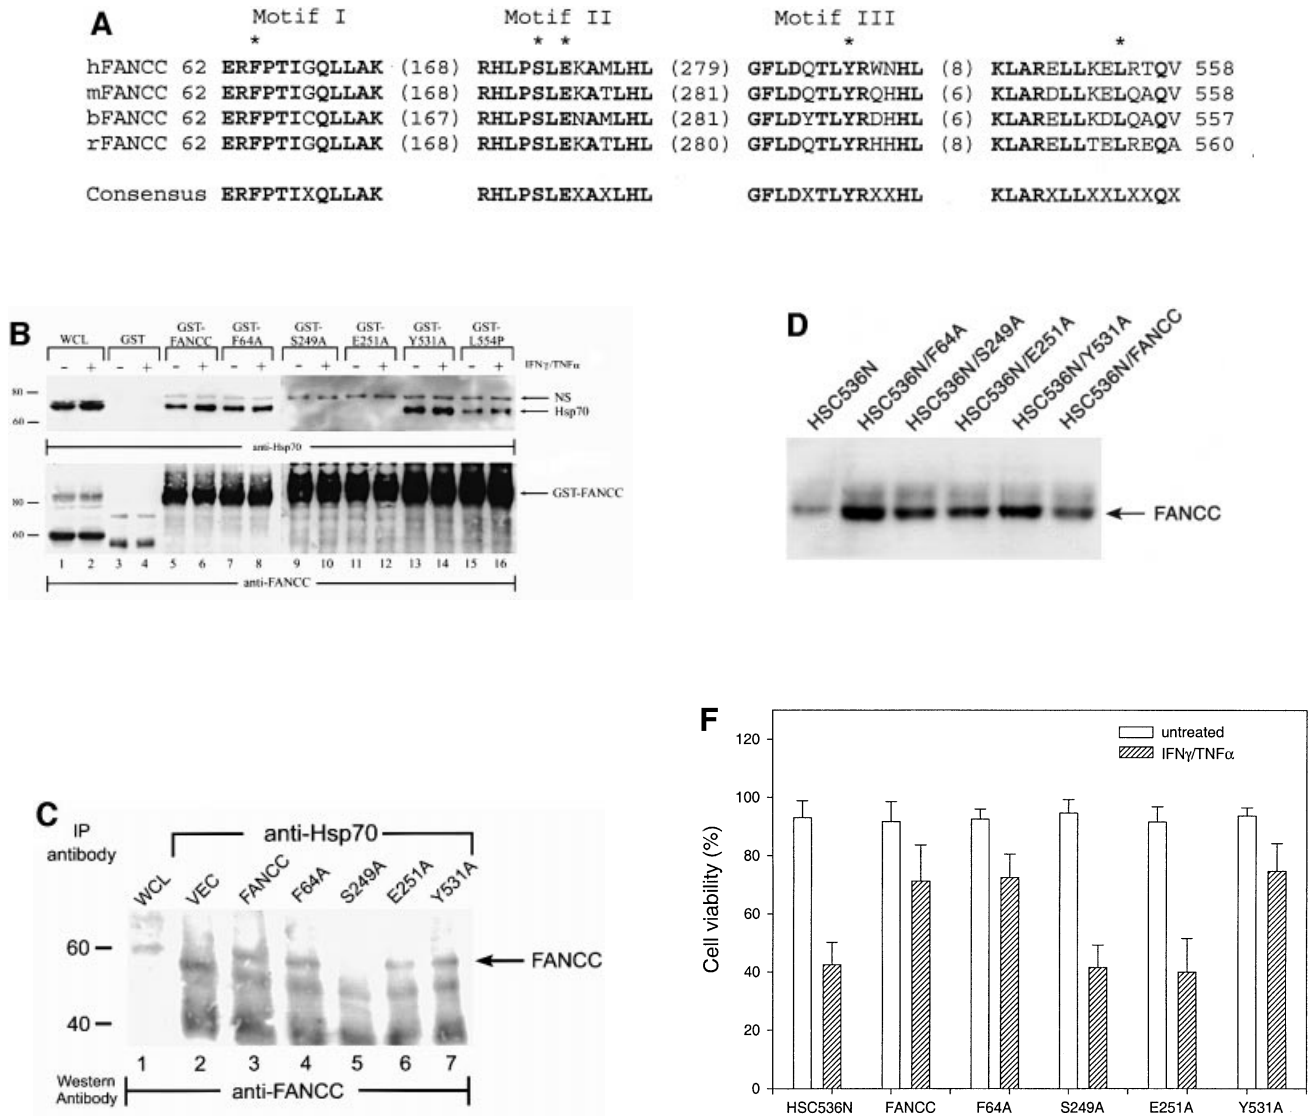 A
Motif I Motif II Motif III
* * * * *
hFANCC 62 ERFPTIGQLLAK (168) RHLPSLEKAMLHL (279) GFLDQTLYRWNHL (8) KLARELLKELRTQV 558
mFANCC 62 ERFPTIGQLLAK (168) RHLPSLEKATLHL (281) GFLDQTLYRQHHL (6) KLARDLLKELQAQV 558
bFANCC 62 ERFPTICQLLAK (167) RHLPSLENAMLHL (281) GFLDYTLYRDHHL (6) KLARELLKDLQAQV 557
rFANCC 62 ERFPTIGQLLAK (168) RHLPSLEKATLHL (280) GFLDQTLYRHHHL (8) KLARELLTELREQA 560
Consensus ERFPTIXQLLAK RHLPSLEXAXLHL GFLDXTLYRXXHL KLARXLLXXLXXQX
B
WCL GST GST-FANCC GST-F64A GST-S249A GST-E251A GST-Y531A GST-L554P
- + - + - + - + - + - + - + - + IFNγ/TNFα
80
60
NS
Hsp70
anti-Hsp70
80
60
GST-FANCC
1 2 3 4 5 6 7 8 9 10 11 12 13 14 15 16
anti-FANCC
D
HSC536N HSC536N/F64A HSC536N/S249A HSC536N/E251A HSC536N/Y531A HSC536N/FANCC
FANCC
C
IP antibody
anti-Hsp70
WCL VEC FANCC F64A S249A E251A Y531A
60
FANCC
40
1 2 3 4 5 6 7
Western Antibody
anti-FANCC
F
untreated
IFNγ/TNFα
Cell viability (%)
120
100
80
60
40
20
0
HSC536N FANCC F64A S249A E251A Y531A